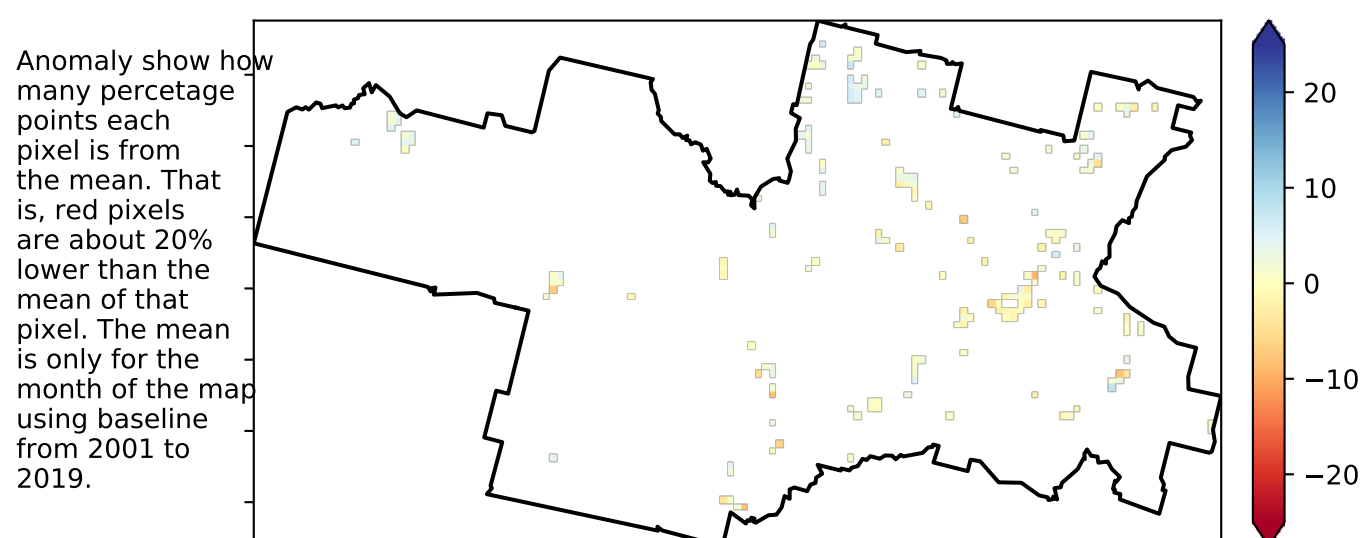 Anomaly show how
many percetage
points each
pixel is from
the mean. That
is, red pixels
are about 20%
lower than the
mean of that
pixel. The mean
is only for the
month of the map
using baseline
from 2001 to
2019.
20
10
0
−10
−20